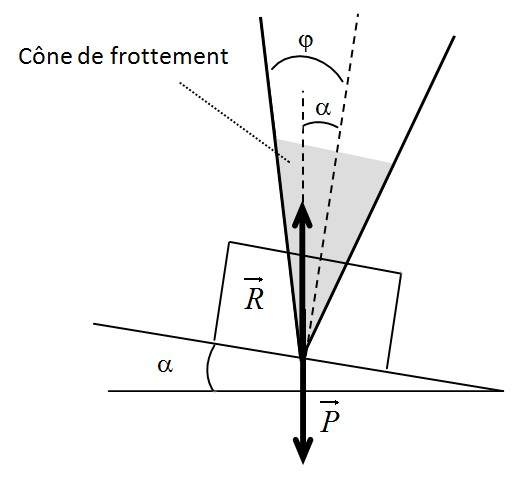 φ
Cône de frottement
α
R
α
P